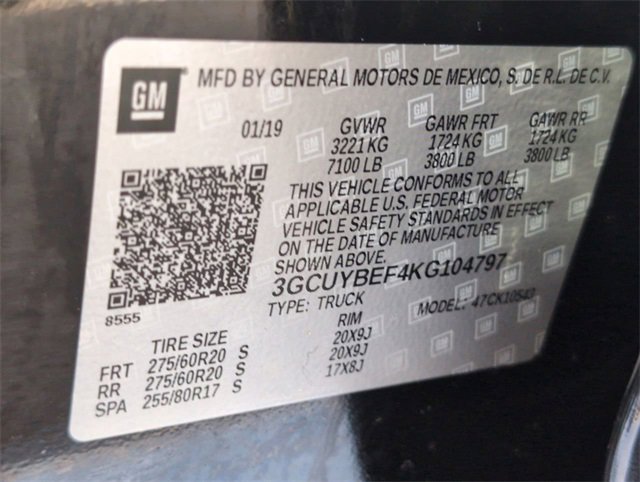 GM
MFD BY GENERAL MOTORS DE MEXICO, S. DE R.L. DE C.V.
01/19 GVWR GAWR FRT GAWR RR
3221 KG 1724 KG 1724 KG
7100 LB 3800 LB 3800 LB
THIS VEHICLE CONFORMS TO ALL
APPLICABLE U.S. FEDERAL MOTOR
VEHICLE SAFETY STANDARDS IN EFFECT
ON THE DATE OF MANUFACTURE
SHOWN ABOVE.
3GCUYBEF4KG104797
8555
TYPE: TRUCK MODEL: 47CK10543
TIRE SIZE RIM
FRT 275/60R20 S 20X9J
RR 275/60R20 S 20X9J
SPA 255/80R17 S 17X8J